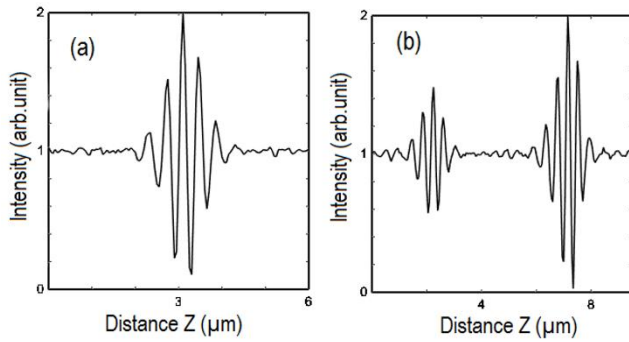 (a)
2
1
0
Intensity (arb.unit)
3
6
Distance Z (µm)
(b)
2
1
0
Intensity (arb.unit)
4
8
Distance Z (µm)